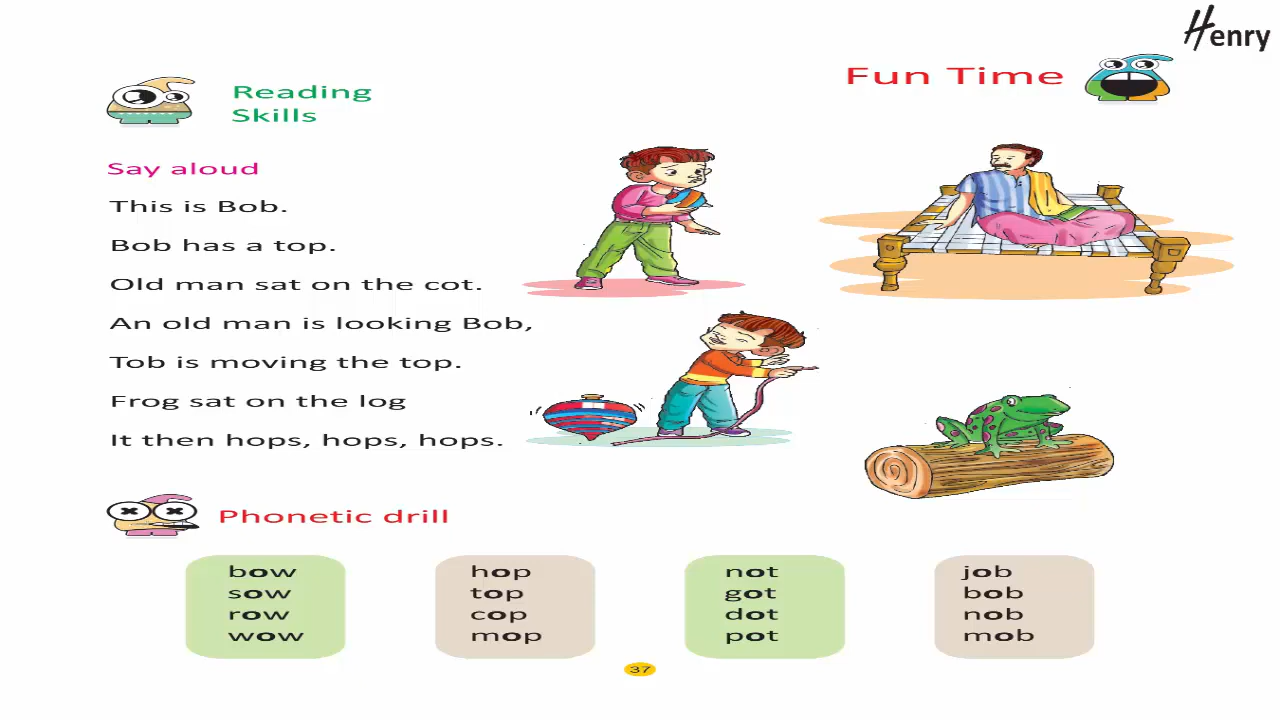 Henry
Fun Time
Reading
Skills
Say aloud
This is Bob.
Bob has a top.
Old man sat on the cot.
An old man is looking Bob,
Tob is moving the top.
Frog sat on the log
It then hops, hops, hops.
Phonetic drill
bow
sow
row
wow
hop
top
cop
mop
not
got
dot
pot
job
bob
nob
mob
37